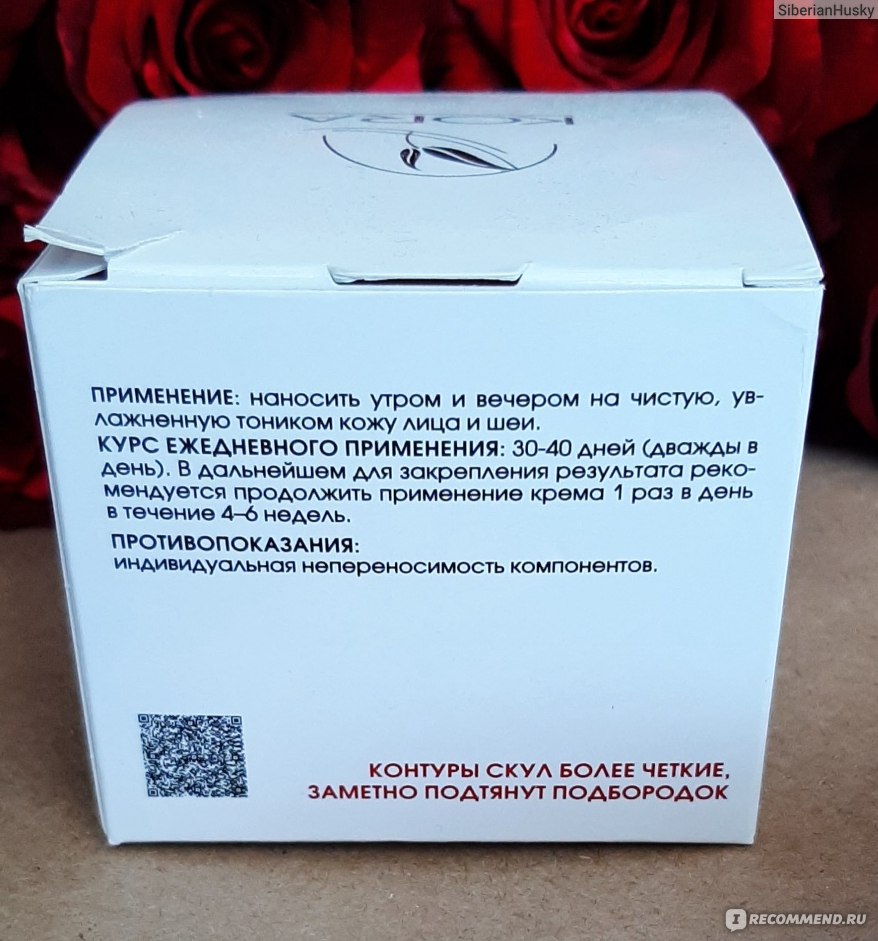 SiberianHusky
KORA
ПРИМЕНЕНИЕ: наносить утром и вечером на чистую, ув-
лажненную тоником кожу лица и шеи.
КУРС ЕЖЕДНЕВНОГО ПРИМЕНЕНИЯ: 30-40 дней (дважды в
день). В дальнейшем для закрепления результата реко-
мендуется продолжить применение крема 1 раз в день
в течение 4–6 недель.
ПРОТИВОПОКАЗАНИЯ:
индивидуальная непереносимость компонентов.
КОНТУРЫ СКУЛ БОЛЕЕ ЧЕТКИЕ,
ЗАМЕТНО ПОДТЯНУТ ПОДБОРОДОК
IRECOMMEND.RU